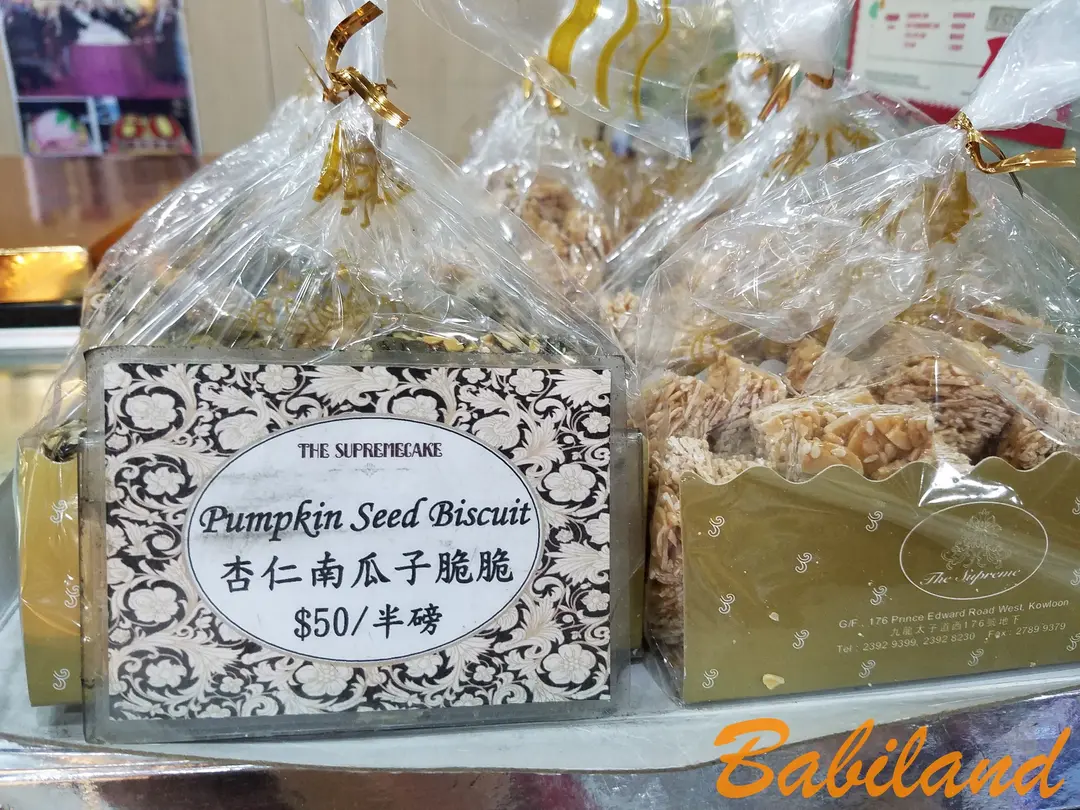 THE SUPREMECAKE
Pumpkin Seed Biscuit
杏仁南瓜子脆脆
$50/半磅
The Supreme
G/F., 176 Prince Edward Road West, Kowloon
九龍太子道西176號地下
Tel : 2392 9399, 2392 8230 Fax : 2789 9379
Babiland